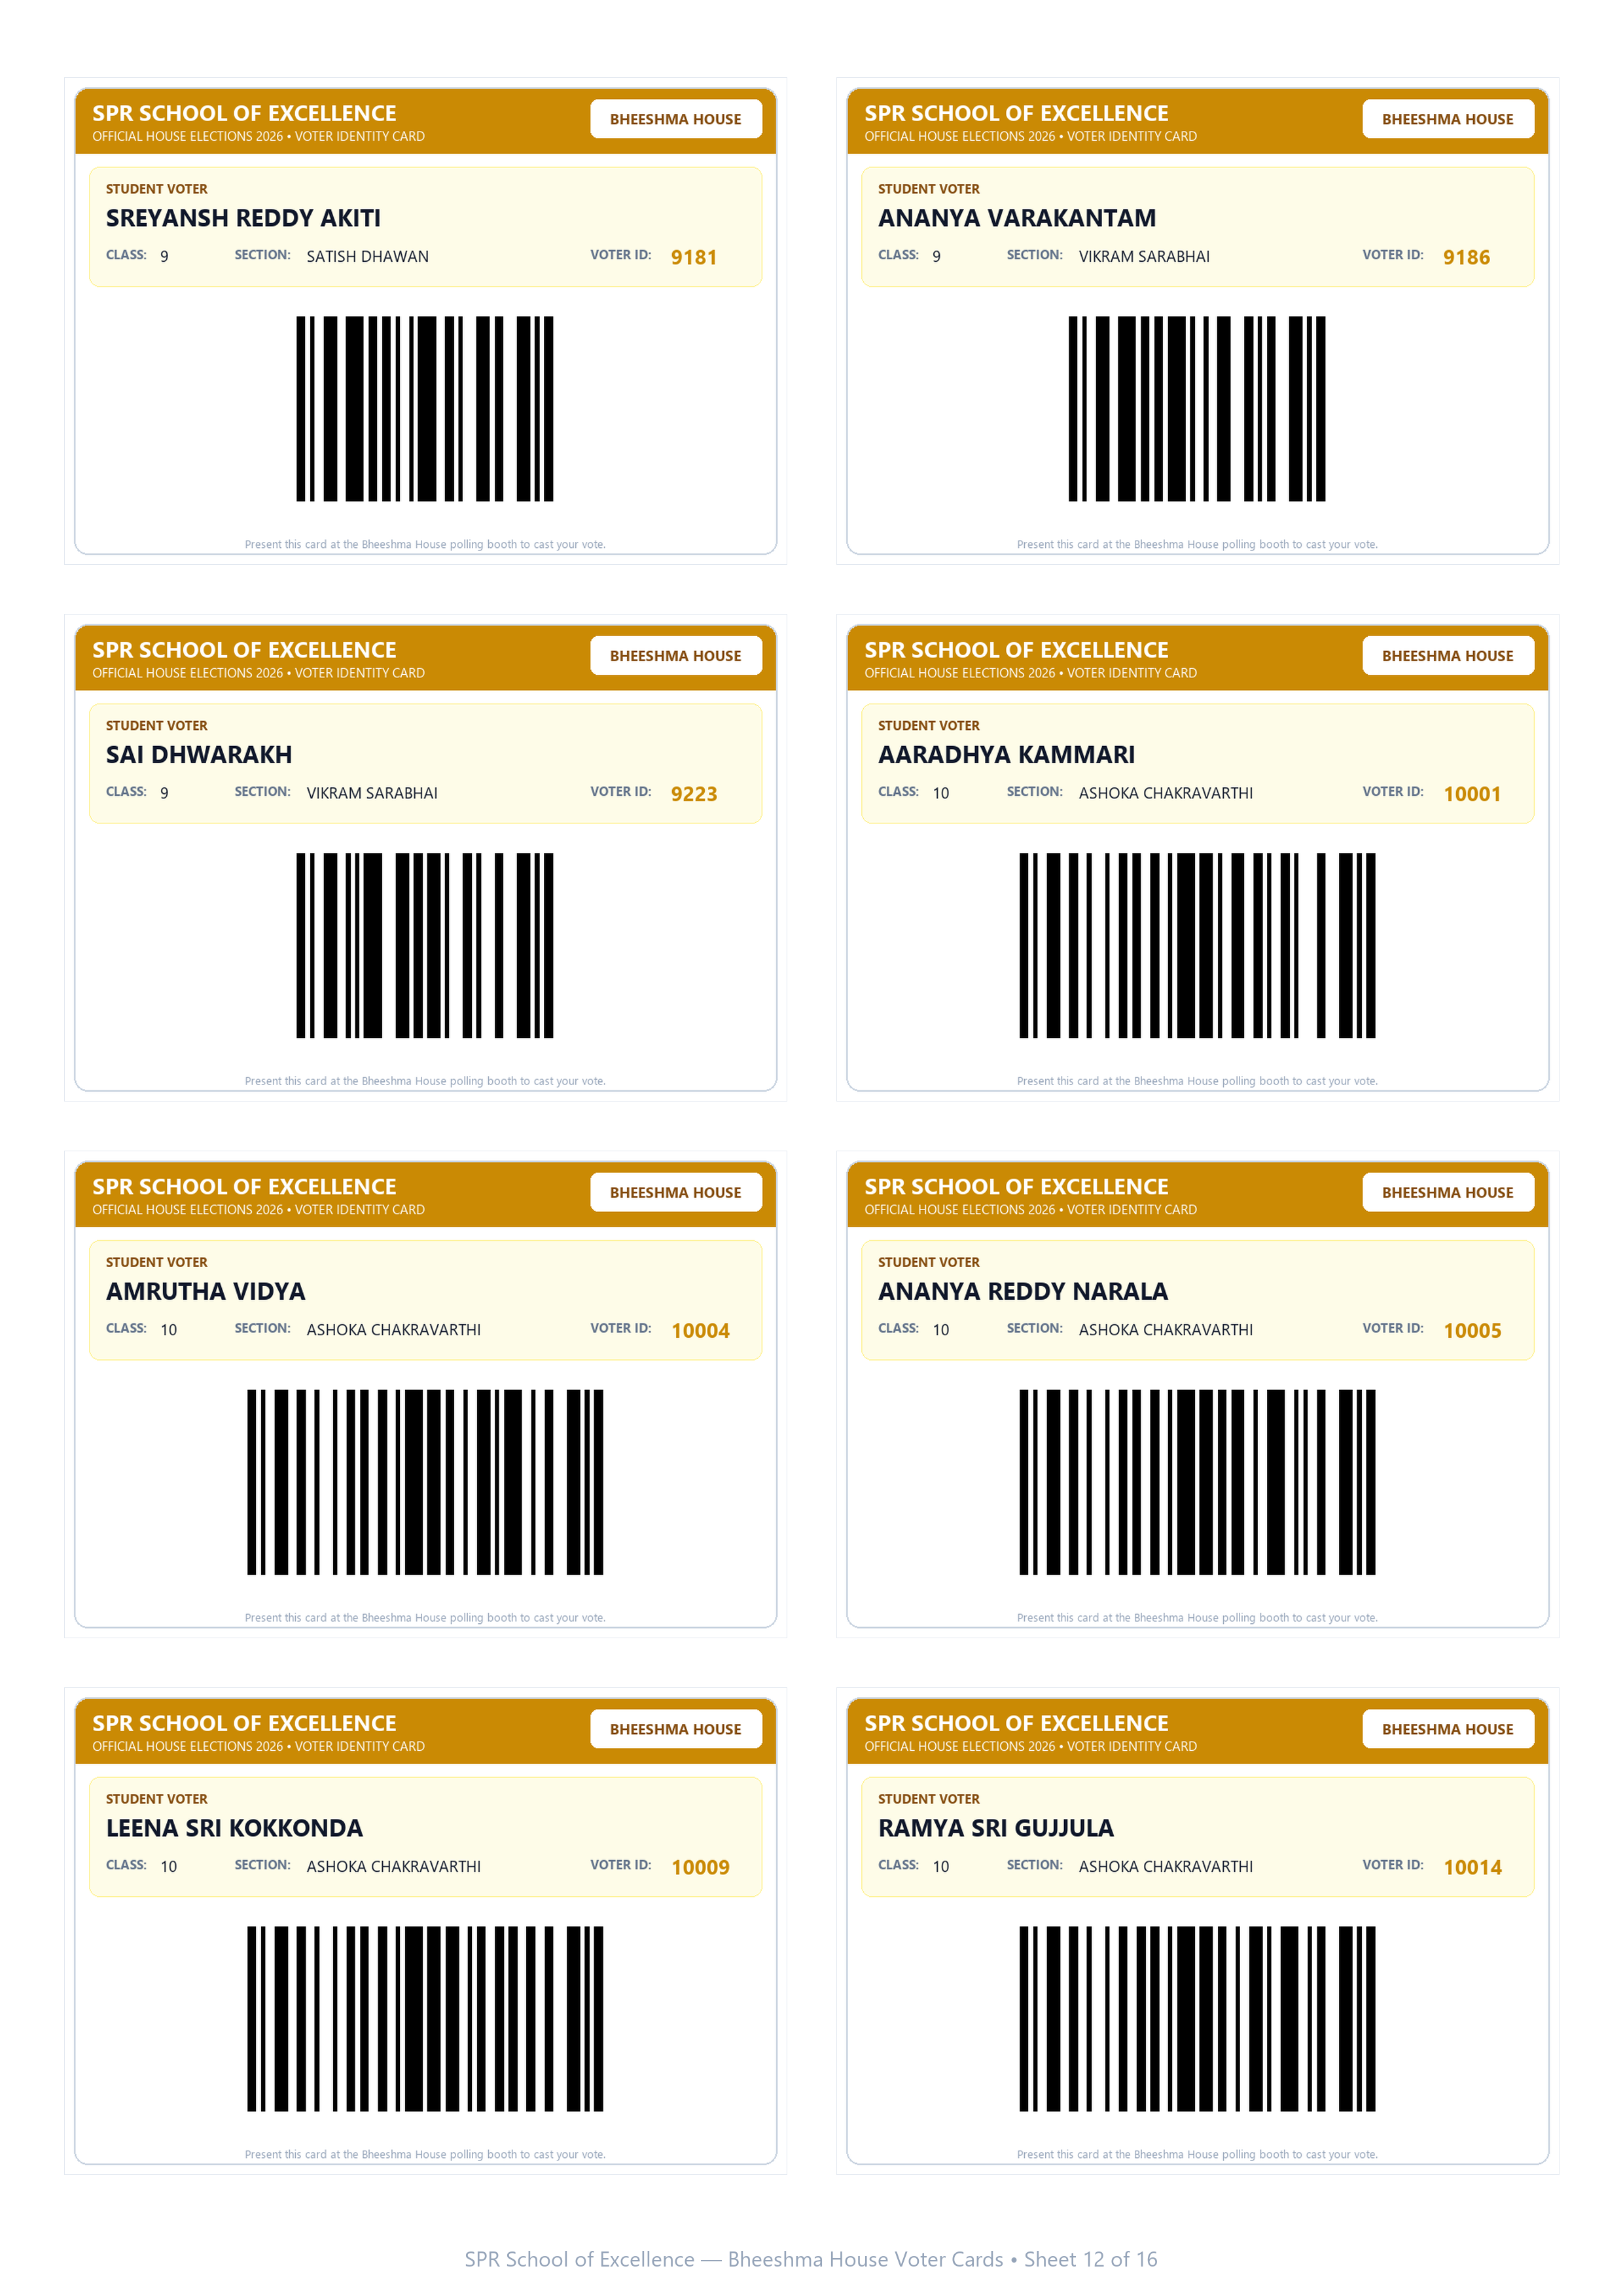 SPR SCHOOL OF EXCELLENCE
OFFICIAL HOUSE ELECTIONS 2026 • VOTER IDENTITY CARD
BHEESHMA HOUSE
STUDENT VOTER
SREYANSH REDDY AKITI
CLASS: 9 SECTION: SATISH DHAWAN VOTER ID: 9181
Present this card at the Bheeshma House polling booth to cast your vote.
SPR SCHOOL OF EXCELLENCE
OFFICIAL HOUSE ELECTIONS 2026 • VOTER IDENTITY CARD
BHEESHMA HOUSE
STUDENT VOTER
ANANYA VARAKANTAM
CLASS: 9 SECTION: VIKRAM SARABHAI VOTER ID: 9186
Present this card at the Bheeshma House polling booth to cast your vote.
SPR SCHOOL OF EXCELLENCE
OFFICIAL HOUSE ELECTIONS 2026 • VOTER IDENTITY CARD
BHEESHMA HOUSE
STUDENT VOTER
SAI DHWARAKH
CLASS: 9 SECTION: VIKRAM SARABHAI VOTER ID: 9223
Present this card at the Bheeshma House polling booth to cast your vote.
SPR SCHOOL OF EXCELLENCE
OFFICIAL HOUSE ELECTIONS 2026 • VOTER IDENTITY CARD
BHEESHMA HOUSE
STUDENT VOTER
AARADHYA KAMMARI
CLASS: 10 SECTION: ASHOKA CHAKRAVARTHI VOTER ID: 10001
Present this card at the Bheeshma House polling booth to cast your vote.
SPR SCHOOL OF EXCELLENCE
OFFICIAL HOUSE ELECTIONS 2026 • VOTER IDENTITY CARD
BHEESHMA HOUSE
STUDENT VOTER
AMRUTHA VIDYA
CLASS: 10 SECTION: ASHOKA CHAKRAVARTHI VOTER ID: 10004
Present this card at the Bheeshma House polling booth to cast your vote.
SPR SCHOOL OF EXCELLENCE
OFFICIAL HOUSE ELECTIONS 2026 • VOTER IDENTITY CARD
BHEESHMA HOUSE
STUDENT VOTER
ANANYA REDDY NARALA
CLASS: 10 SECTION: ASHOKA CHAKRAVARTHI VOTER ID: 10005
Present this card at the Bheeshma House polling booth to cast your vote.
SPR SCHOOL OF EXCELLENCE
OFFICIAL HOUSE ELECTIONS 2026 • VOTER IDENTITY CARD
BHEESHMA HOUSE
STUDENT VOTER
LEENA SRI KOKKONDA
CLASS: 10 SECTION: ASHOKA CHAKRAVARTHI VOTER ID: 10009
Present this card at the Bheeshma House polling booth to cast your vote.
SPR SCHOOL OF EXCELLENCE
OFFICIAL HOUSE ELECTIONS 2026 • VOTER IDENTITY CARD
BHEESHMA HOUSE
STUDENT VOTER
RAMYA SRI GUJJULA
CLASS: 10 SECTION: ASHOKA CHAKRAVARTHI VOTER ID: 10014
Present this card at the Bheeshma House polling booth to cast your vote.
SPR School of Excellence — Bheeshma House Voter Cards • Sheet 12 of 16